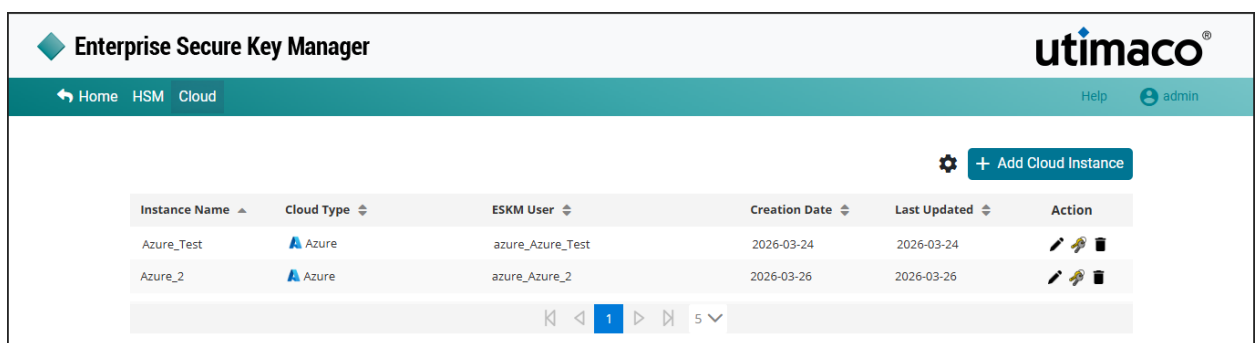 Enterprise Secure Key Manager
utimaco®
Home HSM Cloud Help admin
+ Add Cloud Instance
Instance Name Cloud Type ESKM User Creation Date Last Updated Action
Azure_Test Azure azure_Azure_Test 2026-03-24 2026-03-24
Azure_2 Azure azure_Azure_2 2026-03-26 2026-03-26
1 5